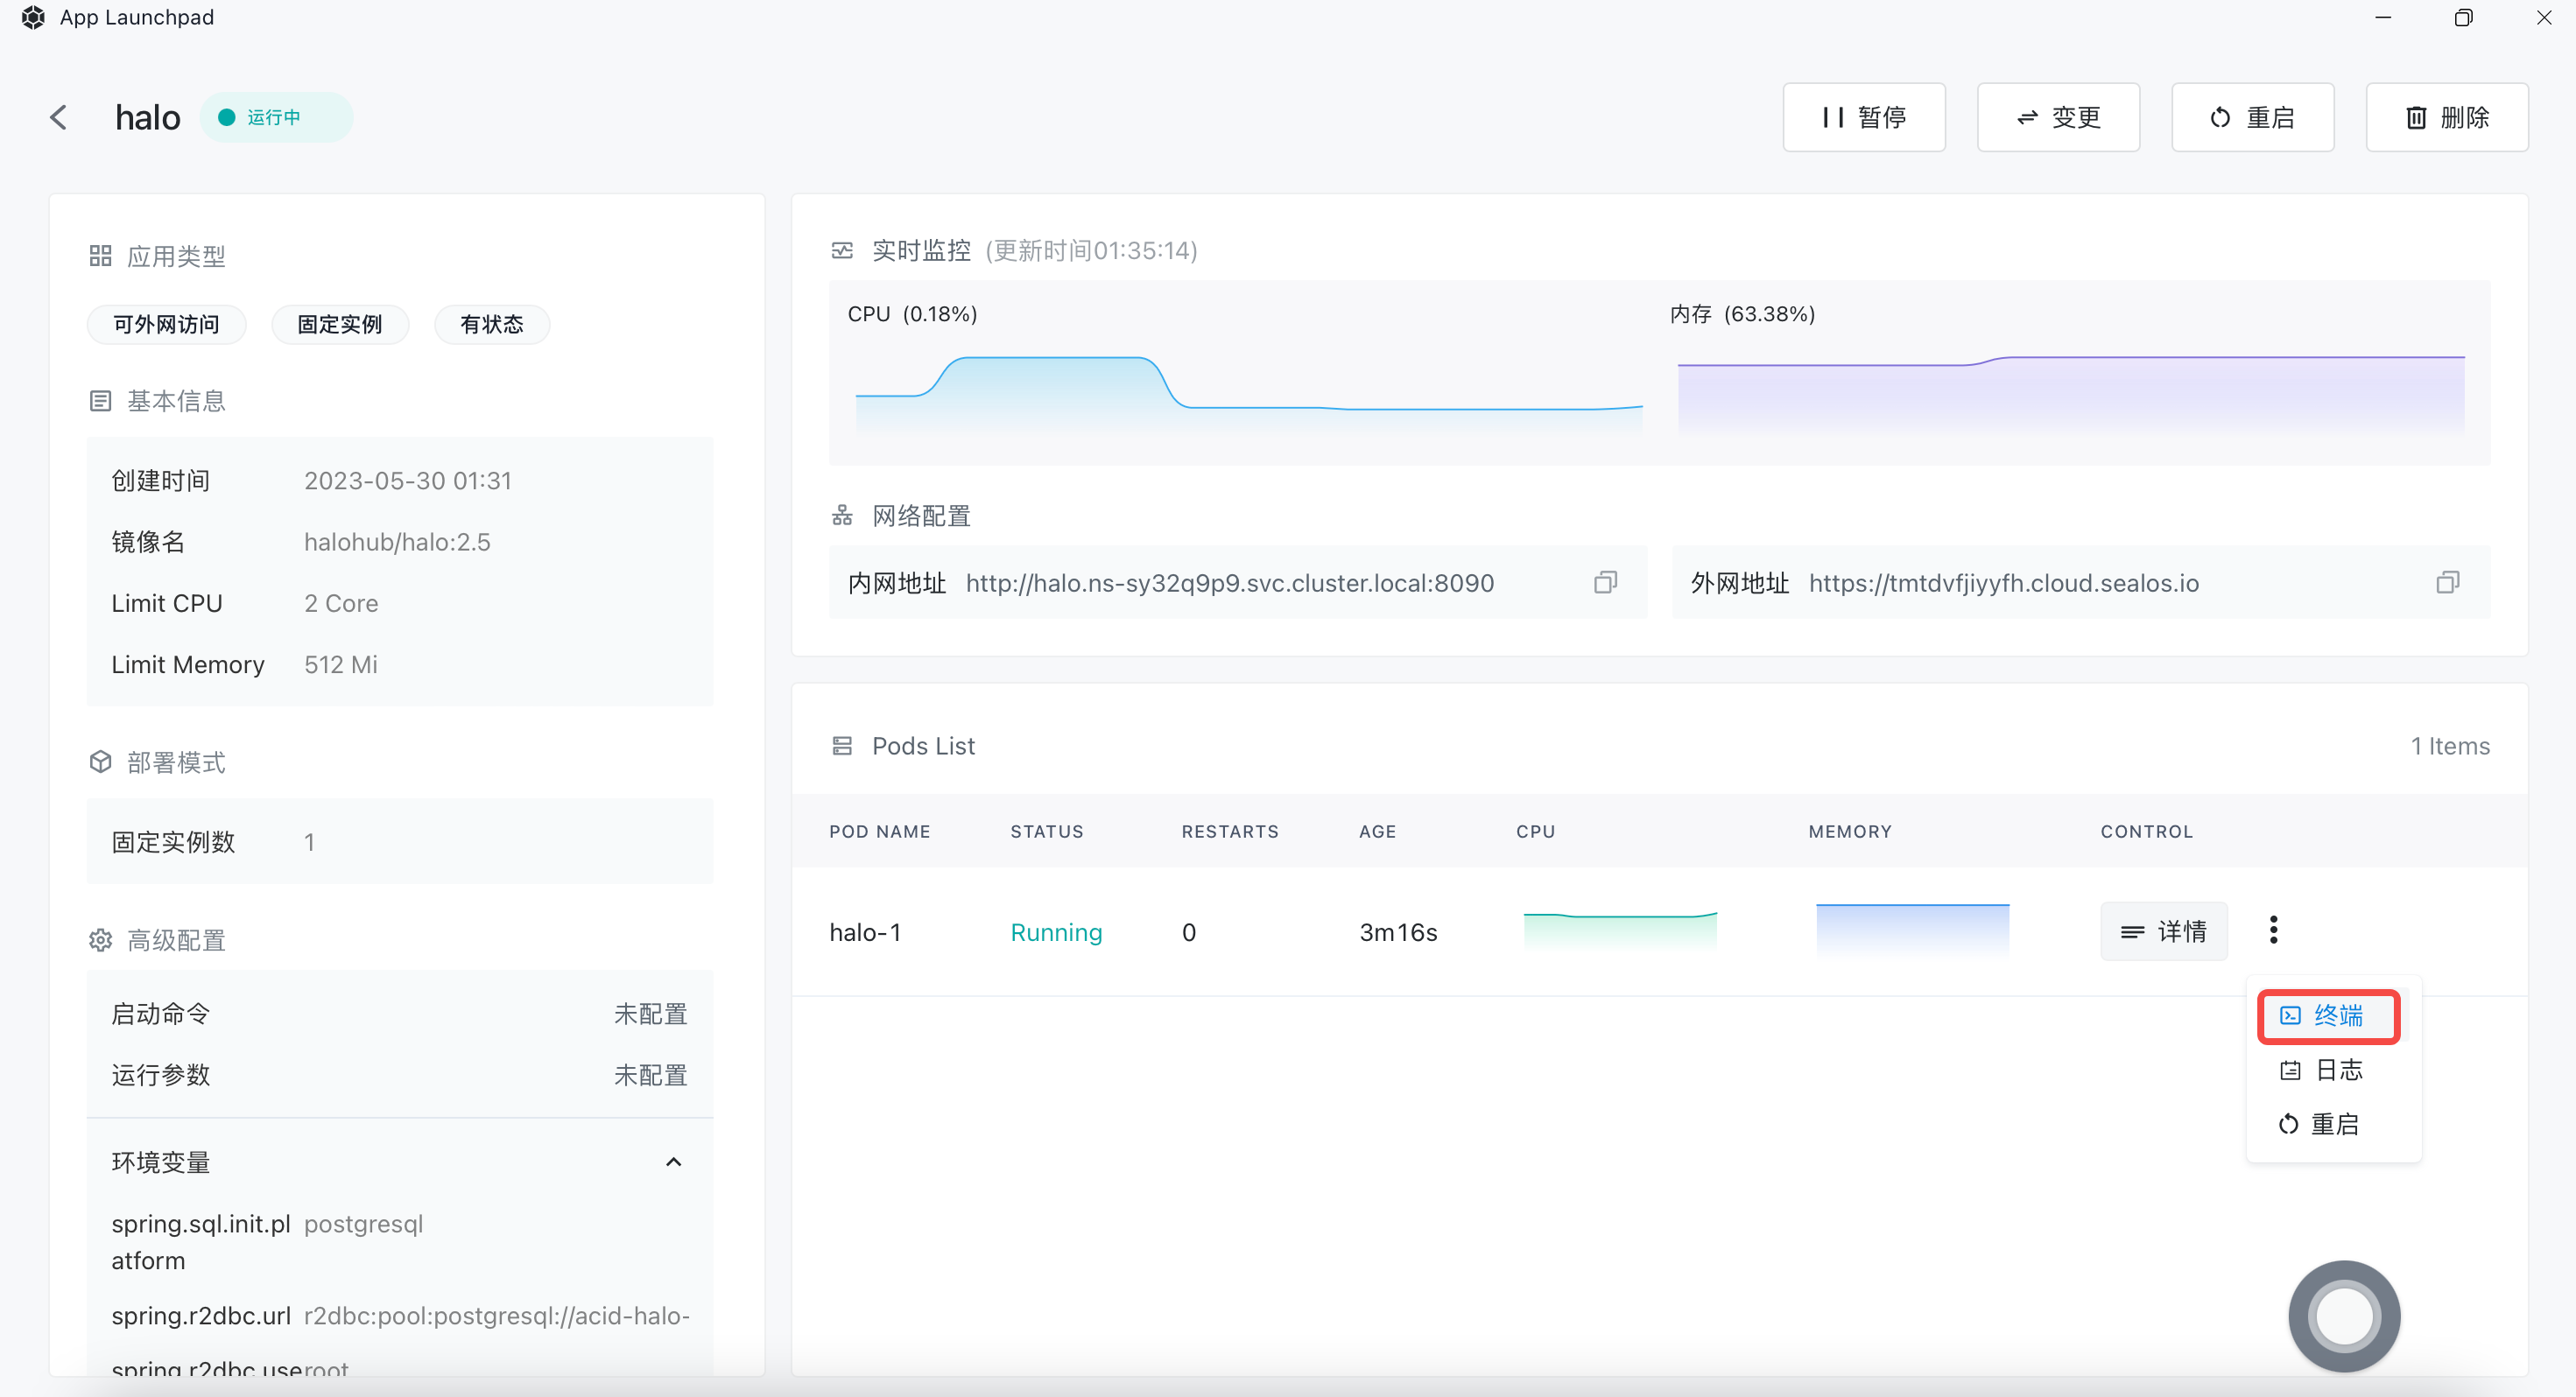 App Launchpad
halo 运行中
暂停 变更 重启 删除
应用类型
可外网访问 固定实例 有状态
基本信息
创建时间 2023-05-30 01:31
镜像名 halohub/halo:2.5
Limit CPU 2 Core
Limit Memory 512 Mi
部署模式
固定实例数 1
高级配置
启动命令 未配置
运行参数 未配置
环境变量
spring.sql.init.pl postgresql
atform
spring.r2dbc.url r2dbc:pool:postgresql://acid-halo-
spring.r2dbc.use root
实时监控 (更新时间01:35:14)
CPU (0.18%) 内存 (63.38%)
网络配置
内网地址 http://halo.ns-sy32q9p9.svc.cluster.local:8090
外网地址 https://tmtdvfjiyyfh.cloud.sealos.io
Pods List 1 Items
POD NAME STATUS RESTARTS AGE CPU MEMORY CONTROL
halo-1 Running 0 3m16s 详情
终端
日志
重启